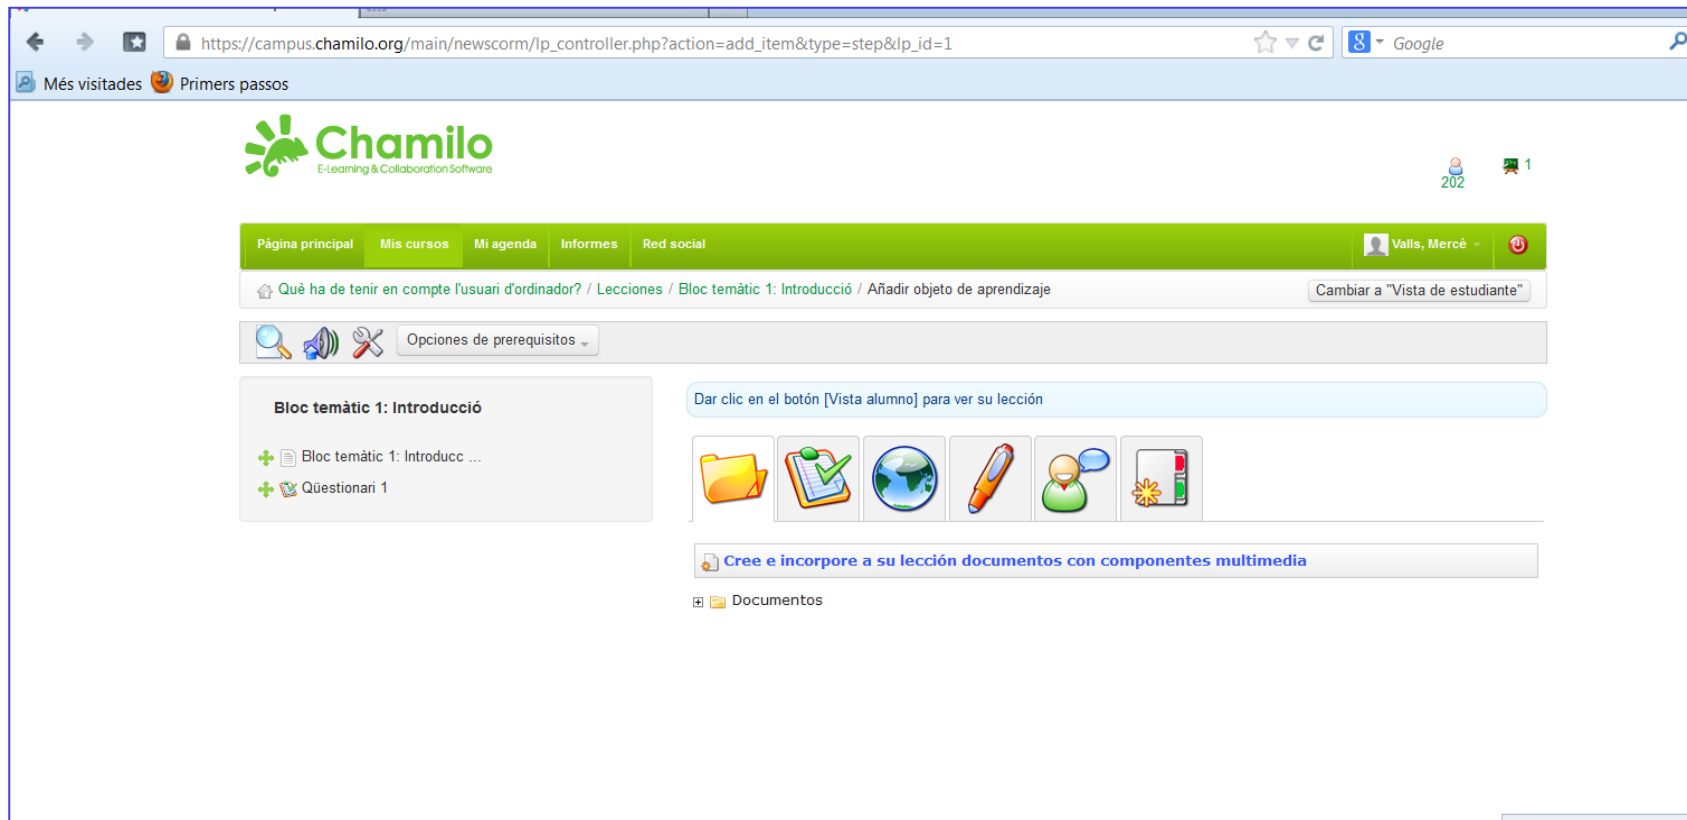 https://campus.chamilo.org/main/newscorm/lp_controller.php?action=add_item&type=step&lp_id=1
8 Google
Més visitades Primers passos
Chamilo
E-Learning & Collaboration Software
202
1
Página principal Mis cursos Mi agenda Informes Red social Valls, Mercè
Què ha de tenir en compte l'usuari d'ordinador? / Lecciones / Bloc temàtic 1: Introducció / Añadir objeto de aprendizaje Cambiar a "Vista de estudiante"
Opciones de prerequisitos
Bloc temàtic 1: Introducció
Bloc temàtic 1: Introducc ...
Qüestionari 1
Dar clic en el botón [Vista alumno] para ver su lección
Cree e incorpore a su lección documentos con componentes multimedia
Documentos